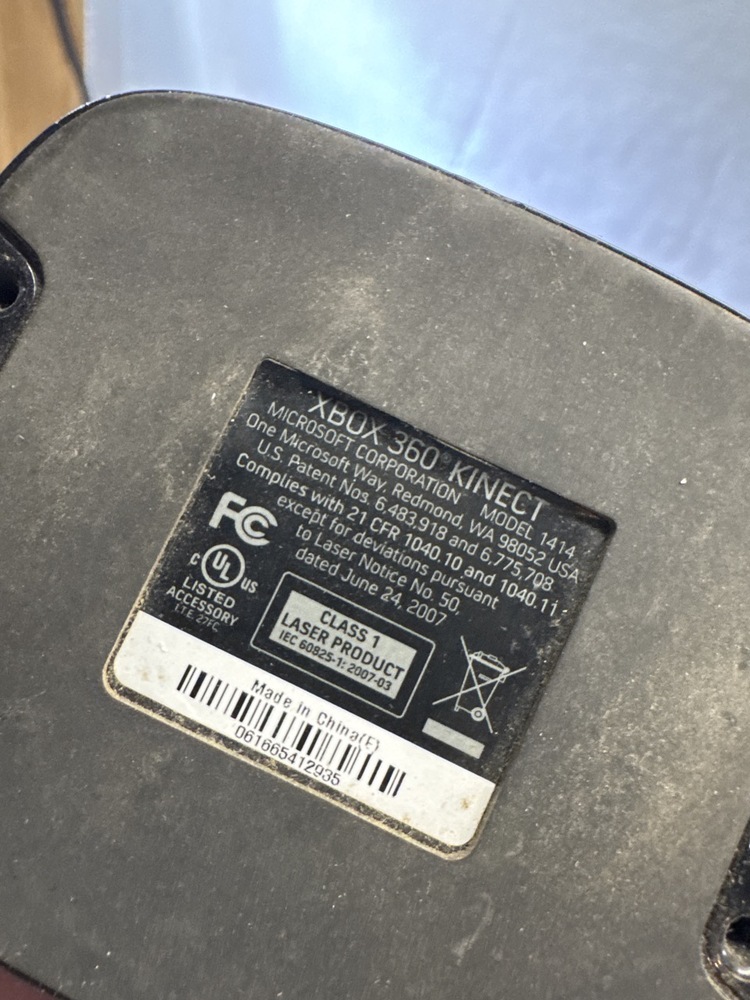 XBOX 360® KINECT
MICROSOFT CORPORATION MODEL 1414
One Microsoft Way, Redmond, WA 98052 USA
U.S. Patent Nos. 6,483,918 and 6,775,708
Complies with 21 CFR 1040.10 and 1040.11
except for deviations pursuant
to Laser Notice No. 50,
dated June 24, 2007
FC
C UL US
LISTED
ACCESSORY
I.T.E. 27FC
CLASS 1
LASER PRODUCT
IEC 60825-1: 2007-03
Made in China(F)
061665412935